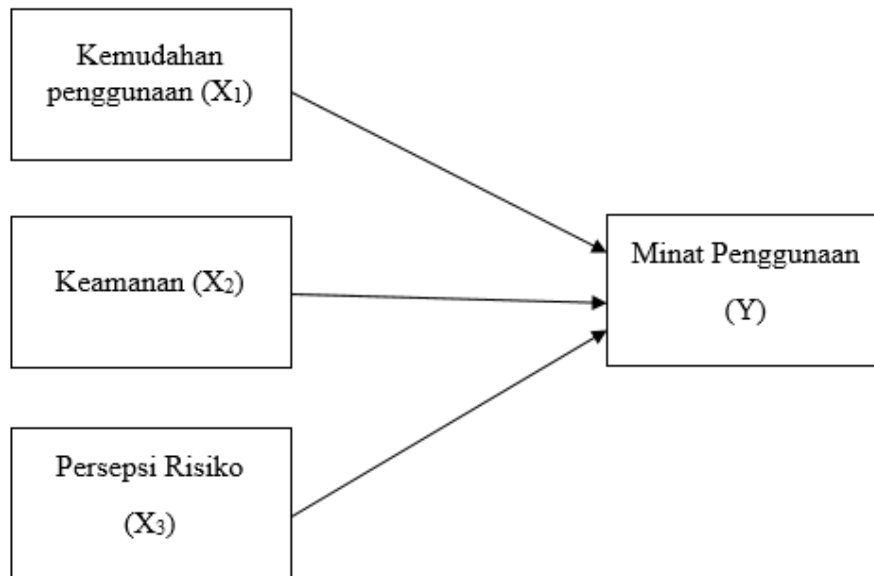 Kemudahan
penggunaan (X₁)
Keamanan (X₂)
Persepsi Risiko
(X₃)
Minat Penggunaan
(Y)